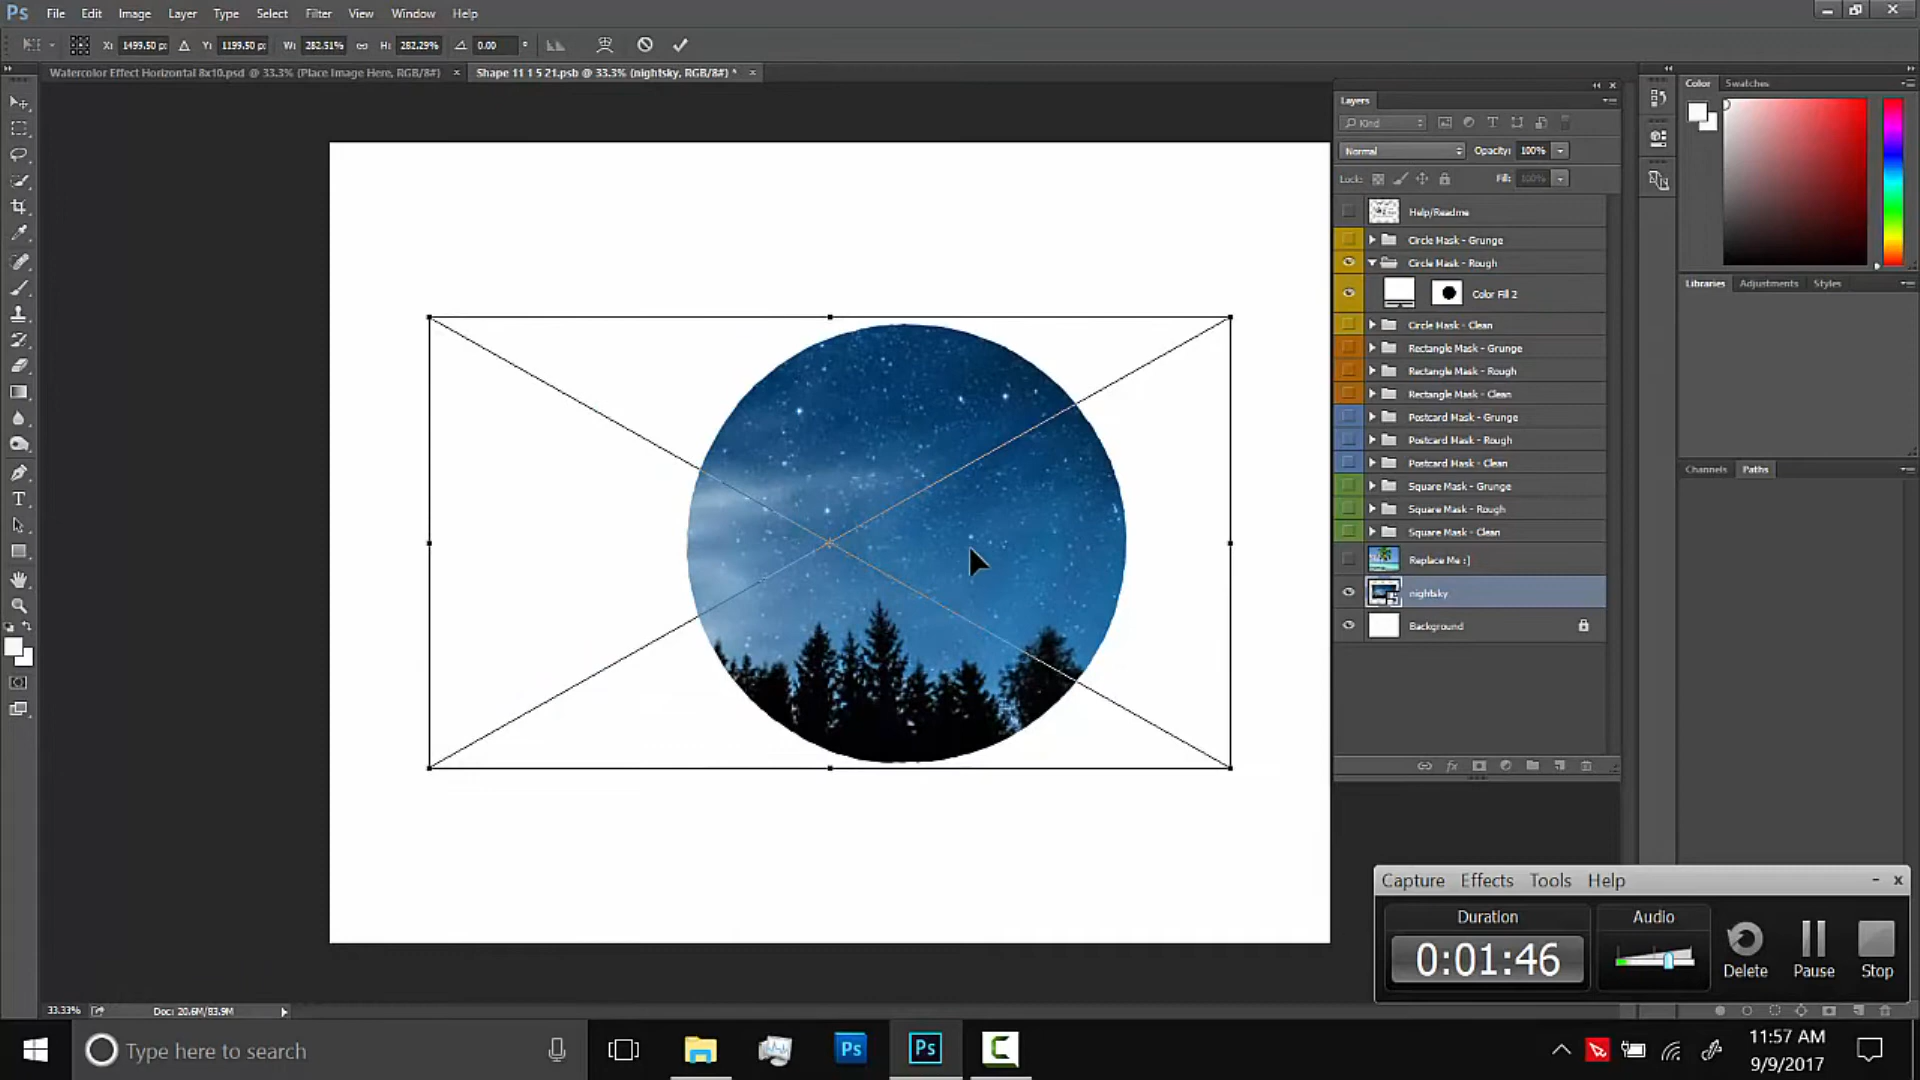 Ps File Edit Image Layer Type Select Filter View Window Help
X: 1499.50 px Y: 1199.50 px W: 282.51% H: 282.29% 0.00
Watercolor Effect Horizontal 8x10.psd @ 33.3% (Place Image Here, RGB/8#) × Shape 11 1 5 21.psb @ 33.3% (nightsky, RGB/8#) * ×
Layers
Kind
Normal Opacity: 100%
Lock: Fill: 100%
Help/Readme
Circle Mask - Grunge
Circle Mask - Rough
Color Fill 2
Circle Mask - Clean
Rectangle Mask - Grunge
Rectangle Mask - Rough
Rectangle Mask - Clean
Postcard Mask - Grunge
Postcard Mask - Rough
Postcard Mask - Clean
Square Mask - Grunge
Square Mask - Rough
Square Mask - Clean
Replace Me :]
nightsky
Background
fx
Color Swatches
Libraries Adjustments Styles
Channels Paths
T
Capture Effects Tools Help
Duration
0:01:46
Audio
Delete Pause Stop
33.33% Doc: 20.6M/83.9M
Type here to search
Ps Ps C
11:57 AM
9/9/2017